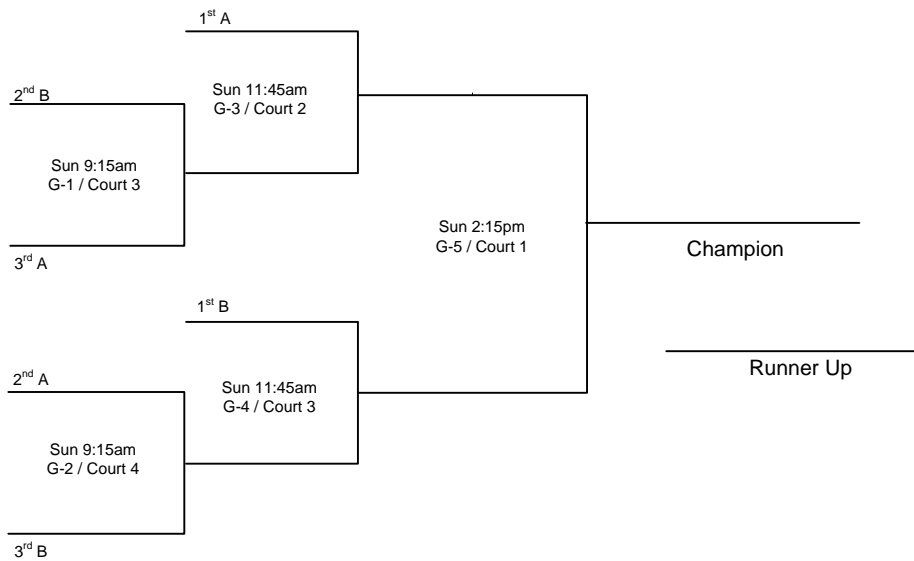 1st A
Sun 11:45am
G-3 / Court 2
2nd B
Sun 9:15am
G-1 / Court 3
3rd A
Sun 2:15pm
G-5 / Court 1
Champion
1st B
Sun 11:45am
G-4 / Court 3
Runner Up
2nd A
Sun 9:15am
G-2 / Court 4
3rd B